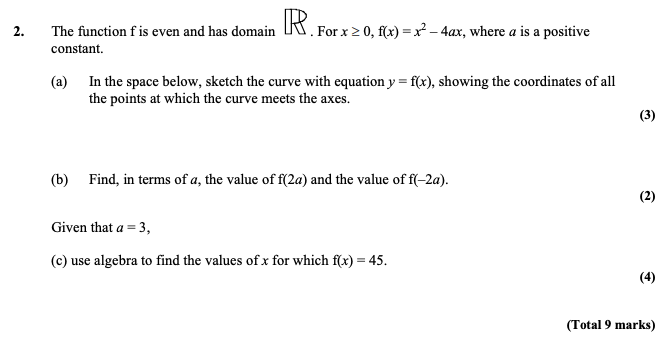 2. The function f is even and has domain ℝ. For x ≥ 0, f(x) = x² – 4ax, where a is a positive
constant.
(a) In the space below, sketch the curve with equation y = f(x), showing the coordinates of all
the points at which the curve meets the axes.
(3)
(b) Find, in terms of a, the value of f(2a) and the value of f(–2a).
(2)
Given that a = 3,
(c) use algebra to find the values of x for which f(x) = 45.
(4)
(Total 9 marks)